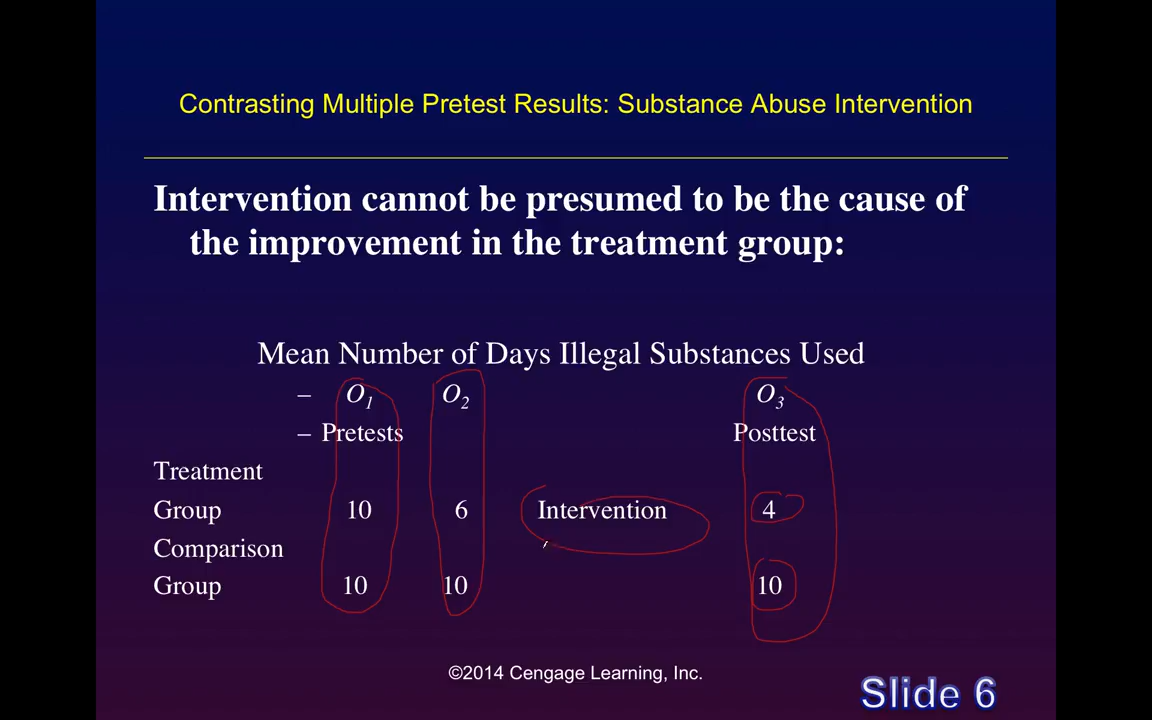 Contrasting Multiple Pretest Results: Substance Abuse Intervention
Intervention cannot be presumed to be the cause of
the improvement in the treatment group:
Mean Number of Days Illegal Substances Used
– O1 O2 O3
– Pretests Posttest
Treatment
Group 10 6 Intervention 4
Comparison
Group 10 10 10
©2014 Cengage Learning, Inc.
Slide 6